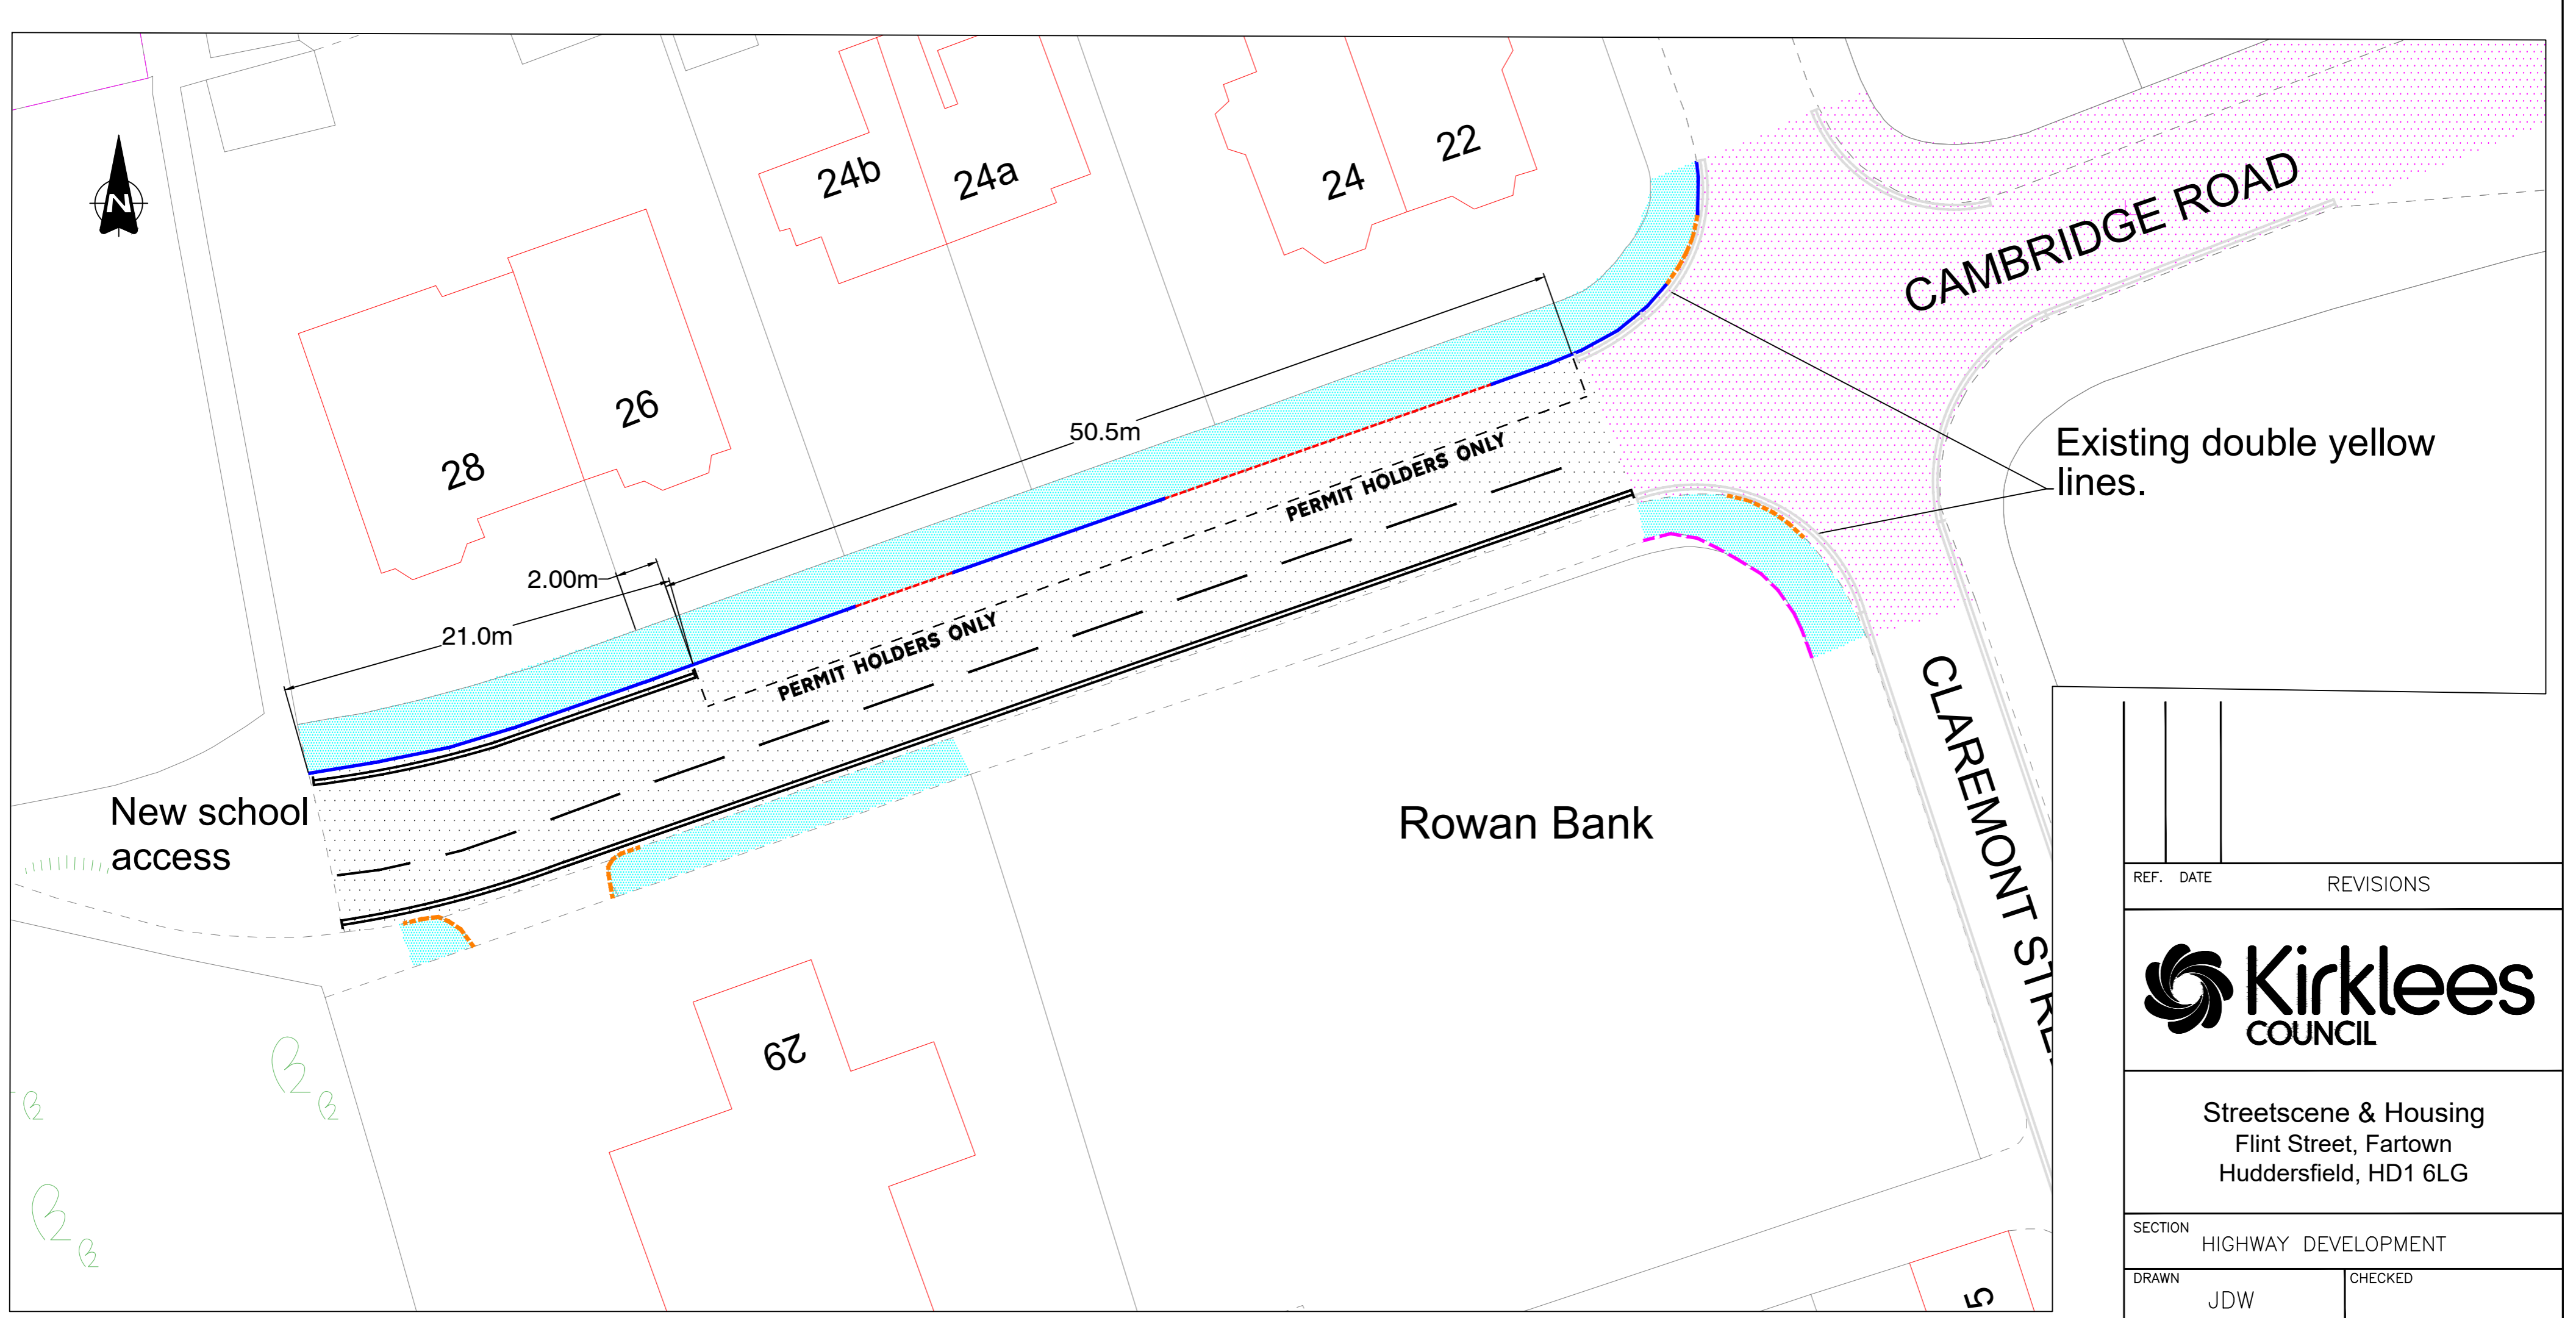 24b
24a
24
22
N
CAMBRIDGE ROAD
26
28
50.5m
PERMIT HOLDERS ONLY
Existing double yellow
lines.
2.00m
21.0m
PERMIT HOLDERS ONLY
New school
access
Rowan Bank
CLAREMONT STRE
29
5
REF. DATE REVISIONS
Kirklees
COUNCIL
Streetscene & Housing
Flint Street, Fartown
Huddersfield, HD1 6LG
SECTION
HIGHWAY DEVELOPMENT
DRAWN
JDW
CHECKED